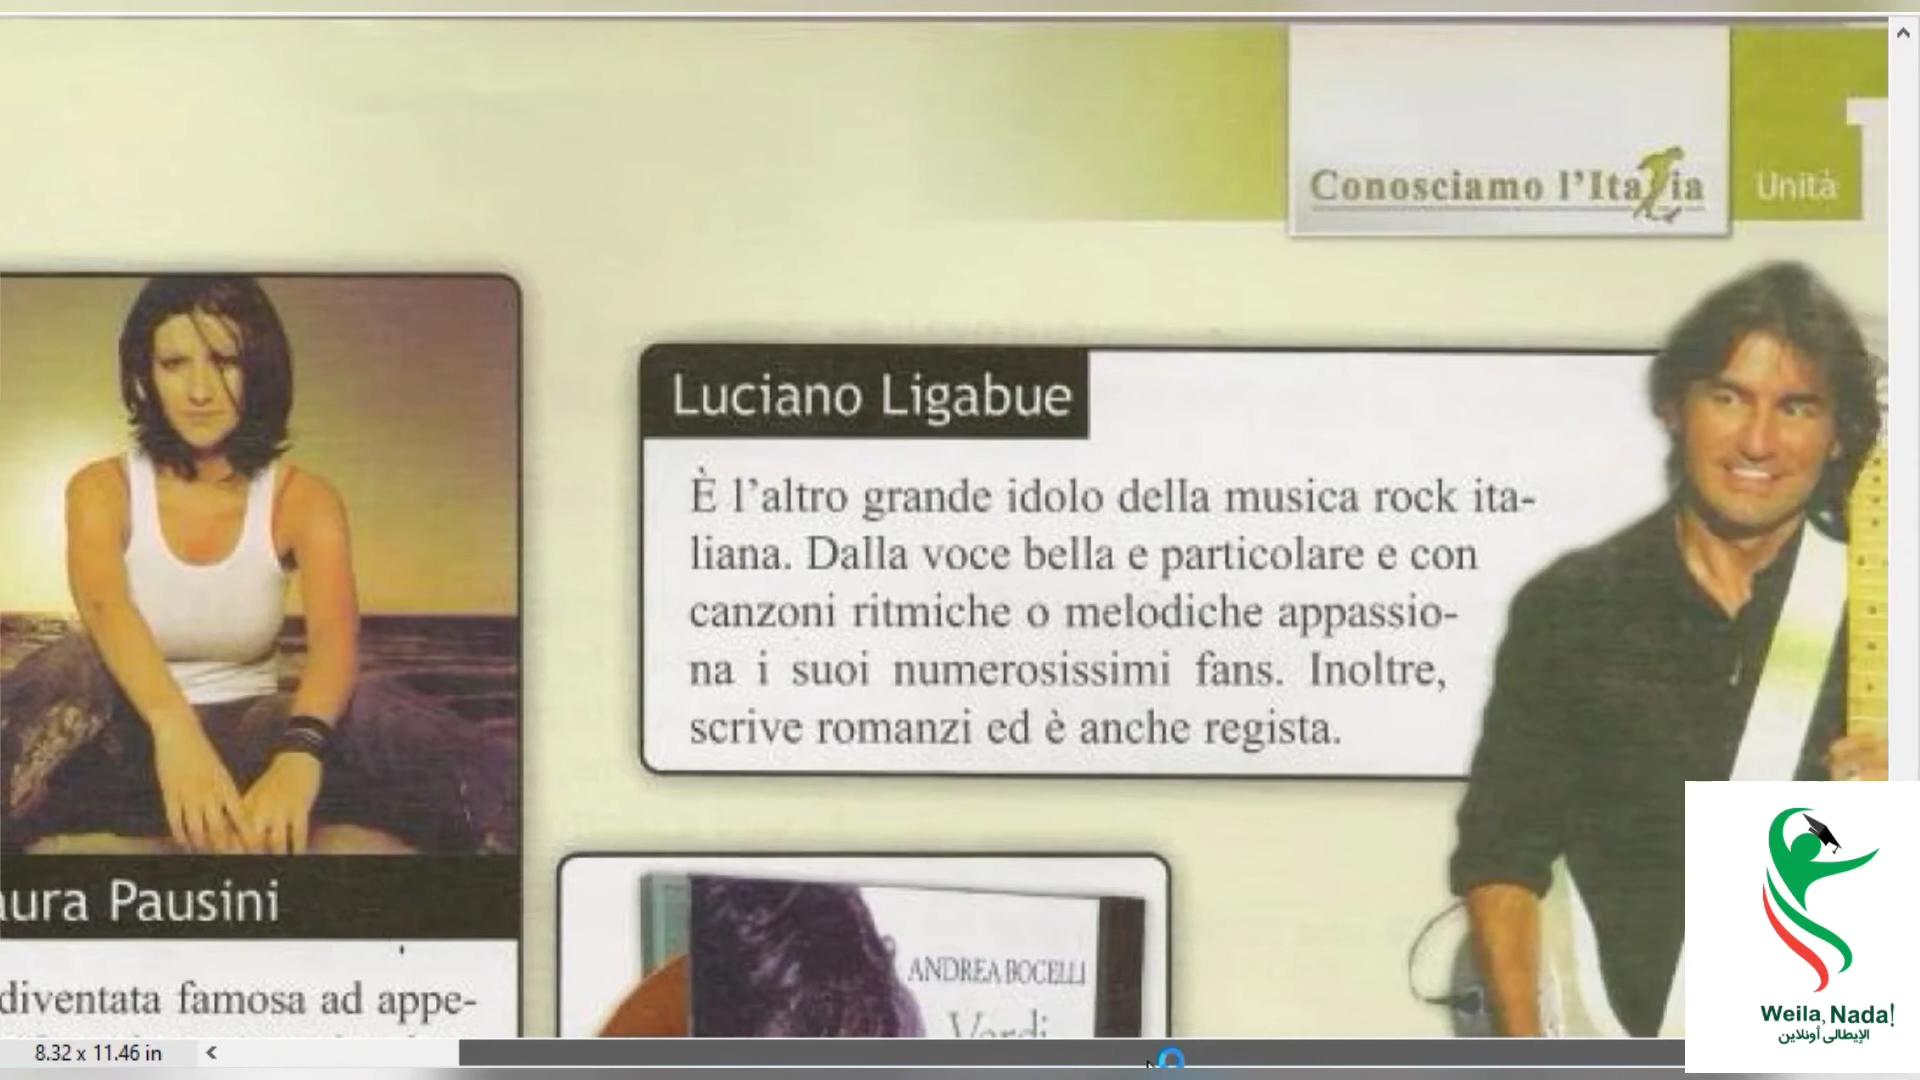 Conosciamo l'Italia
Unità
Luciano Ligabue
È l'altro grande idolo della musica rock ita-
liana. Dalla voce bella e particolare e con
canzoni ritmiche o melodiche appassio-
na i suoi numerosissimi fans. Inoltre,
scrive romanzi ed è anche regista.
aura Pausini
diventata famosa ad appe-
ANDREA BOCELLI
Verdi
8.32 x 11.46 in
Weila, Nada!
الإيطالى أونلاين